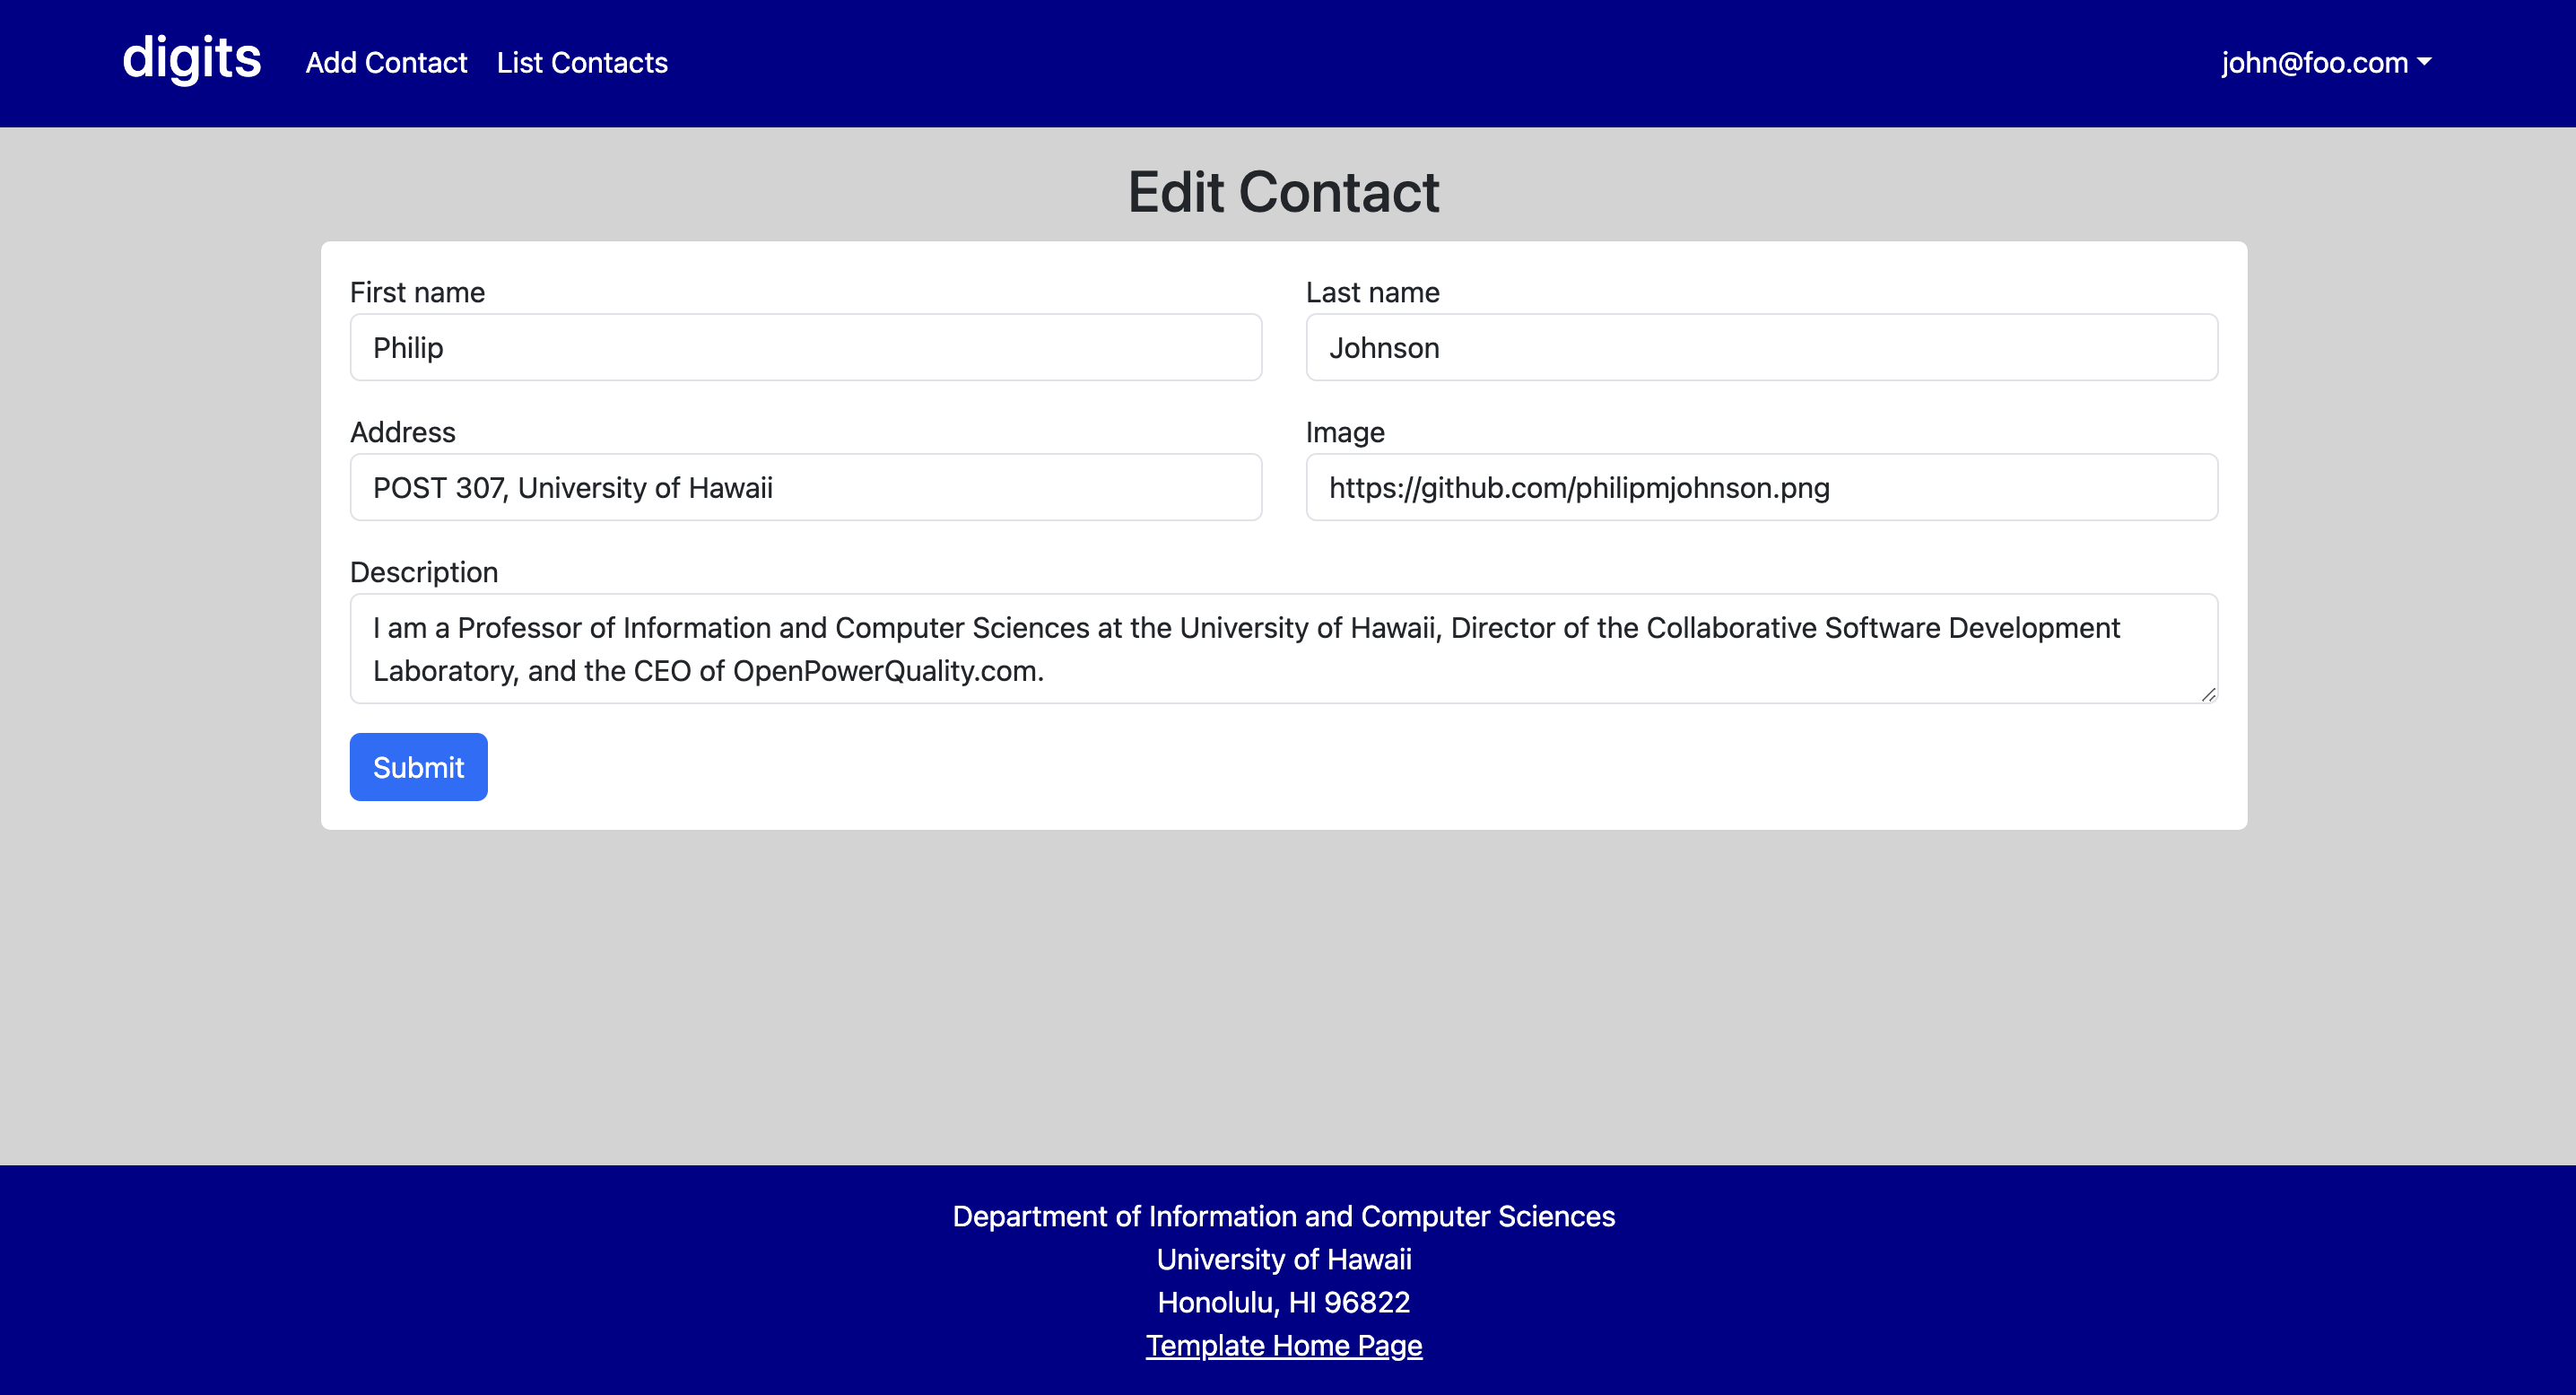 digits
Add Contact
List Contacts
john@foo.com
Edit Contact
First name
Last name
Philip
Johnson
Address
Image
POST 307, University of Hawaii
https://github.com/philipmjohnson.png
Description
I am a Professor of Information and Computer Sciences at the University of Hawaii, Director of the Collaborative Software Development
Laboratory, and the CEO of OpenPowerQuality.com.
Submit
Department of Information and Computer Sciences
University of Hawaii
Honolulu, HI 96822
Template Home Page